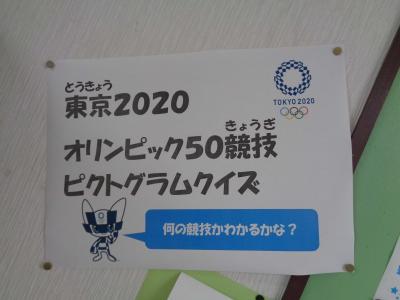 とうきょう
東京2020
TOKYO 2020
きょうぎ
オリンピック50競技
ピクトグラムクイズ
何の競技かわかるかな？